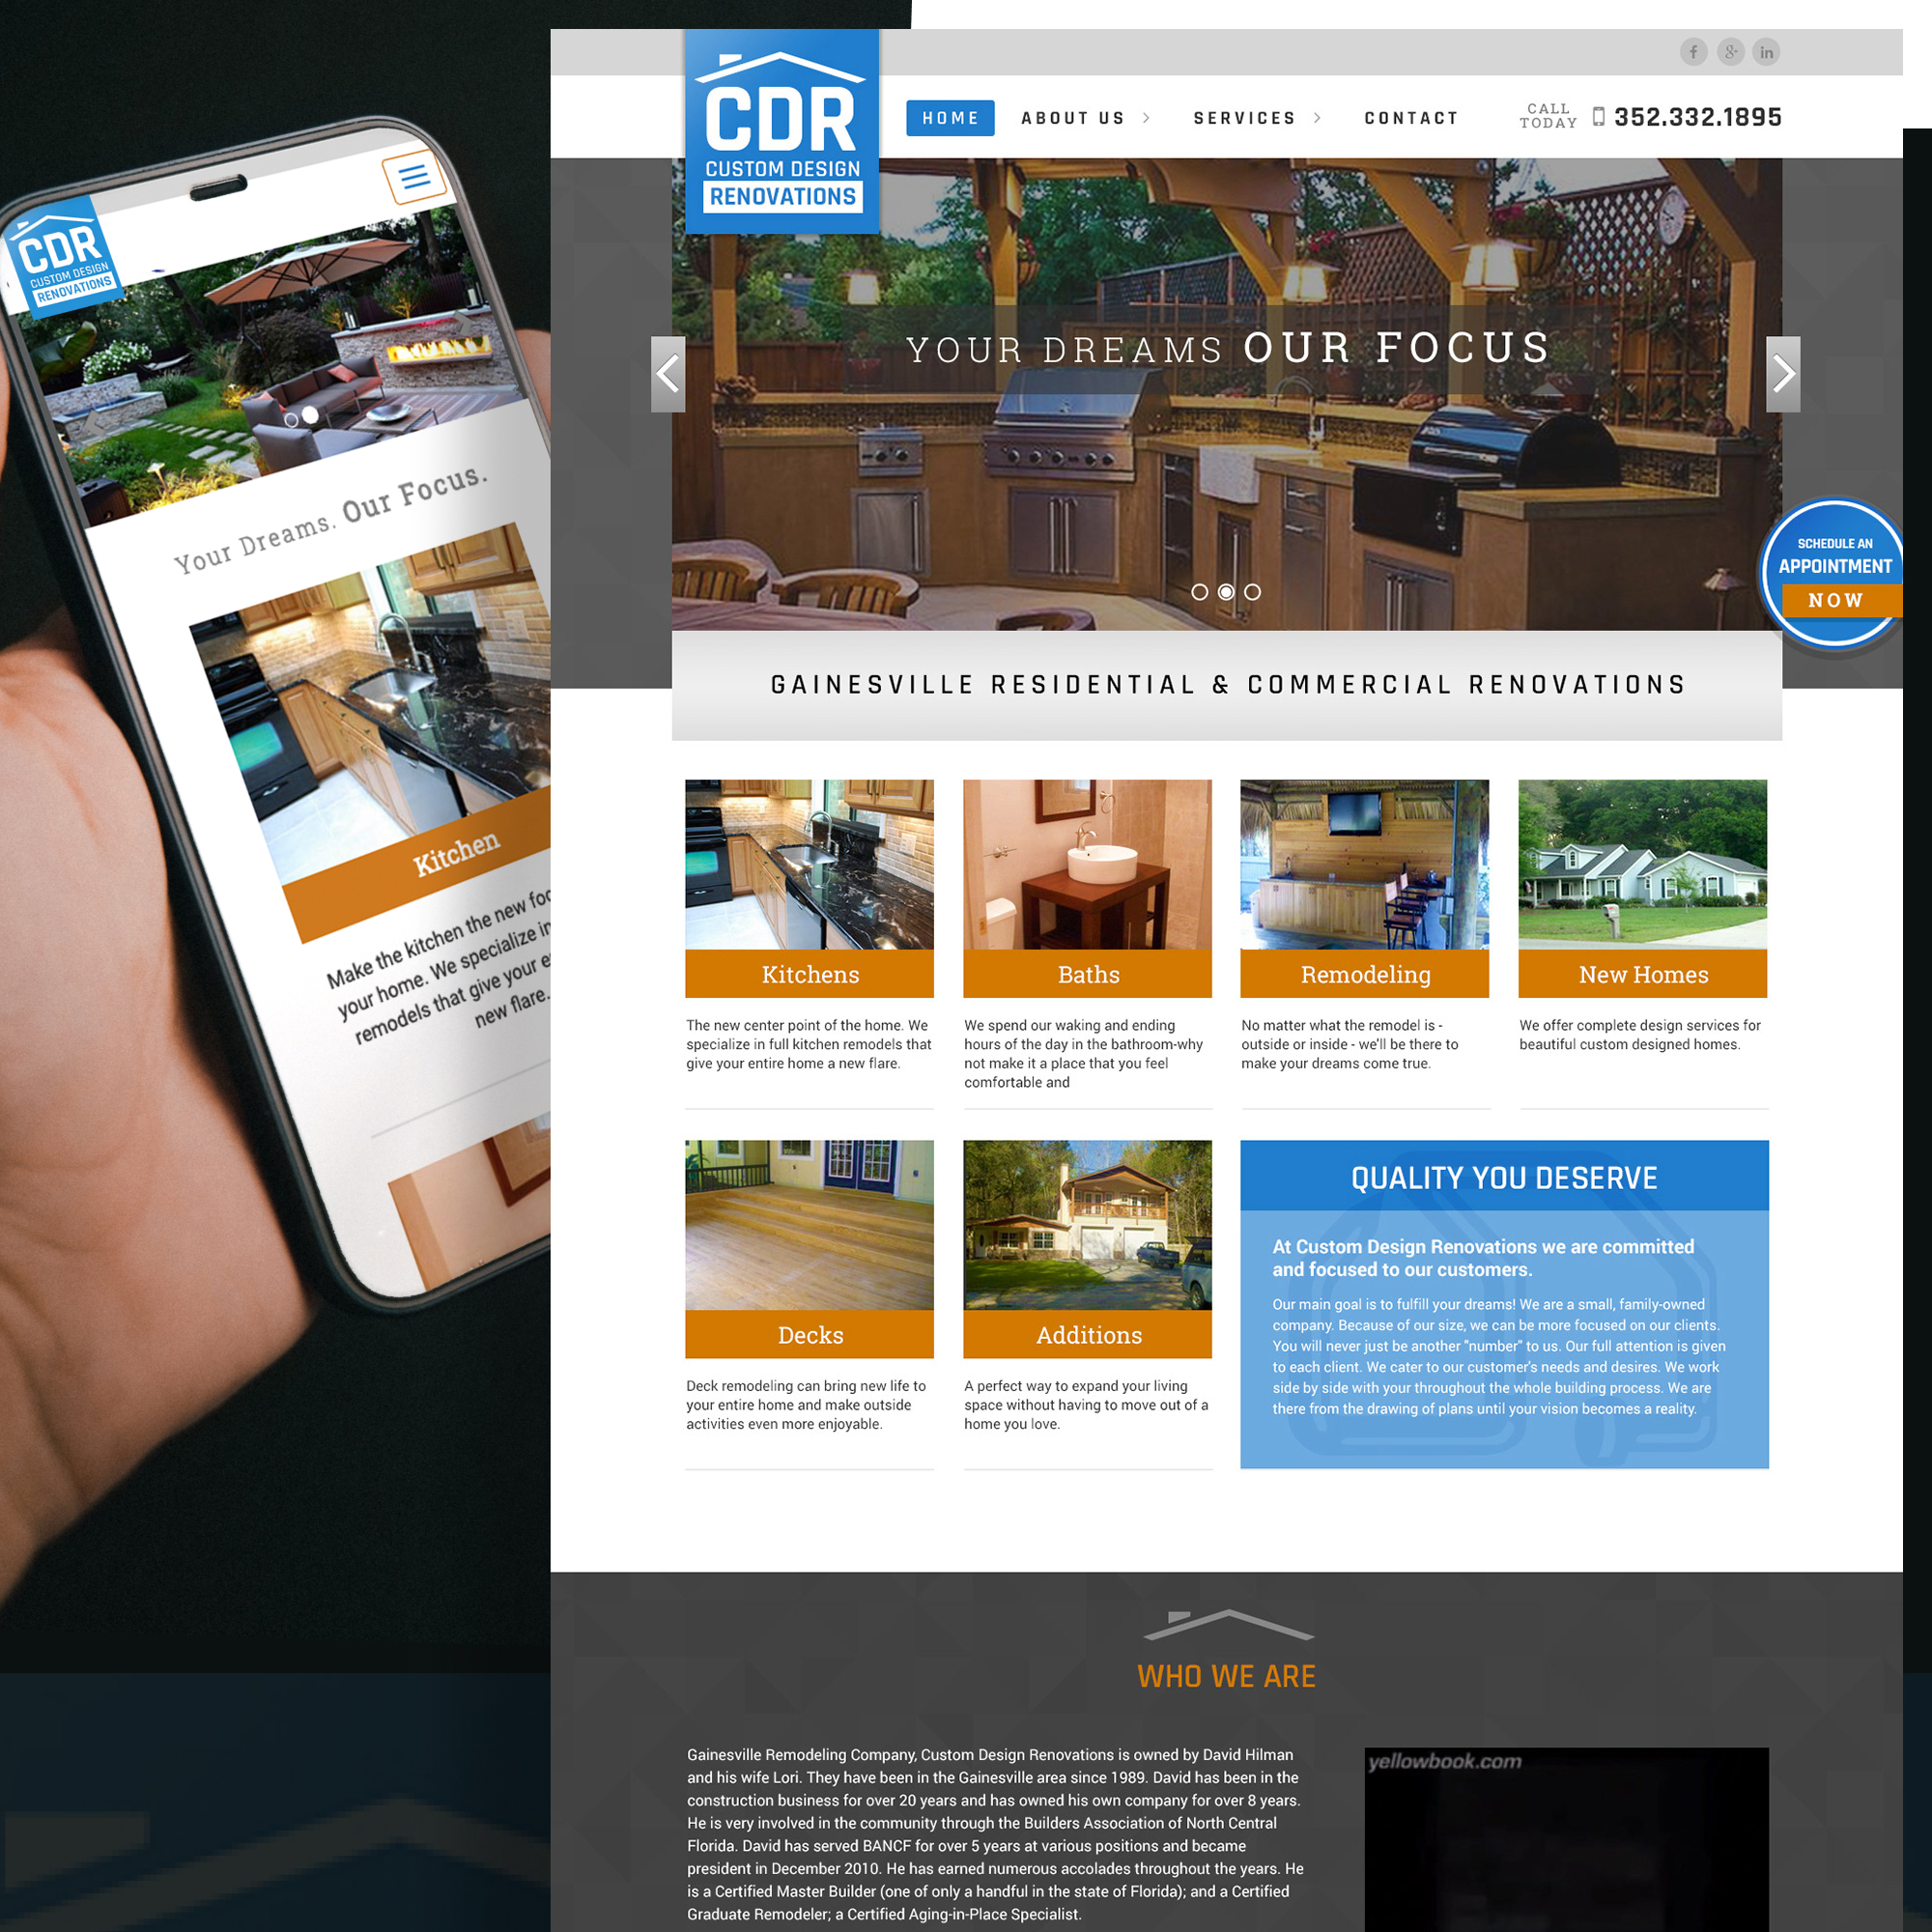 CDR
CUSTOM DESIGN
RENOVATIONS
HOME
ABOUT US
SERVICES
CONTACT
CALL
TODAY
352.332.1895
f
g+
in
YOUR DREAMS OUR FOCUS
SCHEDULE AN
APPOINTMENT
NOW
GAINESVILLE RESIDENTIAL & COMMERCIAL RENOVATIONS
Kitchens
The new center point of the home. We
specialize in full kitchen remodels that
give your entire home a new flare.
Baths
We spend our waking and ending
hours of the day in the bathroom-why
not make it a place that you feel
comfortable and
Remodeling
No matter what the remodel is -
outside or inside - we'll be there to
make your dreams come true.
New Homes
We offer complete design services for
beautiful custom designed homes.
Decks
Deck remodeling can bring new life to
your entire home and make outside
activities even more enjoyable.
Additions
A perfect way to expand your living
space without having to move out of a
home you love.
QUALITY YOU DESERVE
At Custom Design Renovations we are committed
and focused to our customers.
Our main goal is to fulfill your dreams! We are a small, family-owned
company. Because of our size, we can be more focused on our clients.
You will never just be another "number" to us. Our full attention is given
to each client. We cater to our customer's needs and desires. We work
side by side with your throughout the whole building process. We are
there from the drawing of plans until your vision becomes a reality.
WHO WE ARE
Gainesville Remodeling Company, Custom Design Renovations is owned by David Hilman
and his wife Lori. They have been in the Gainesville area since 1989. David has been in the
construction business for over 20 years and has owned his own company for over 8 years.
He is very involved in the community through the Builders Association of North Central
Florida. David has served BANCF for over 5 years at various positions and became
president in December 2010. He has earned numerous accolades throughout the years. He
is a Certified Master Builder (one of only a handful in the state of Florida); and a Certified
Graduate Remodeler; a Certified Aging-in-Place Specialist.
yellowbook.com
CDR
CUSTOM DESIGN
RENOVATIONS
Your Dreams. Our Focus.
Kitchen
Make the kitchen the new foc
your home. We specialize in
remodels that give your e
new flare.